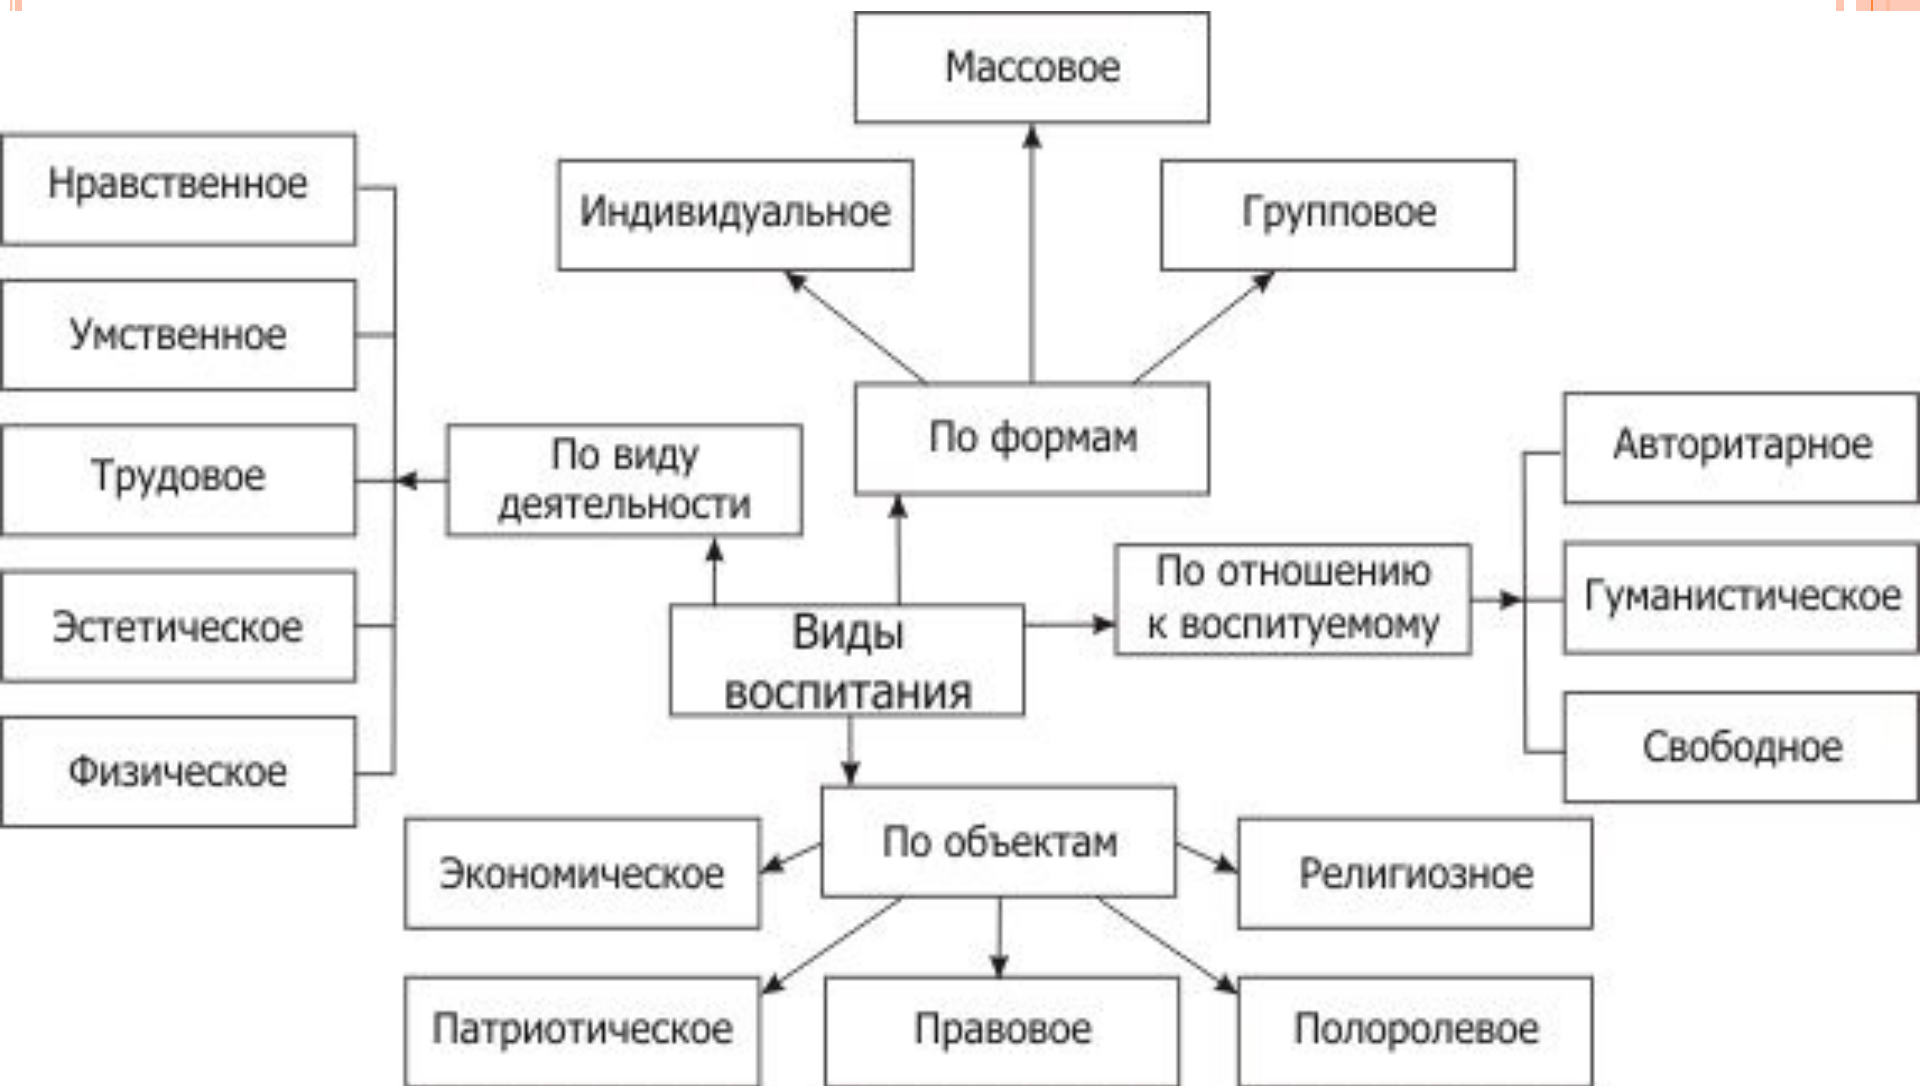 Массовое
Нравственное
Индивидуальное
Групповое
Умственное
По формам
Авторитарное
По виду
деятельности
Трудовое
По отношению
к воспитуемому
Гуманистическое
Виды
воспитания
Эстетическое
Свободное
Физическое
По объектам
Экономическое
Религиозное
Патриотическое
Правовое
Полоролевое